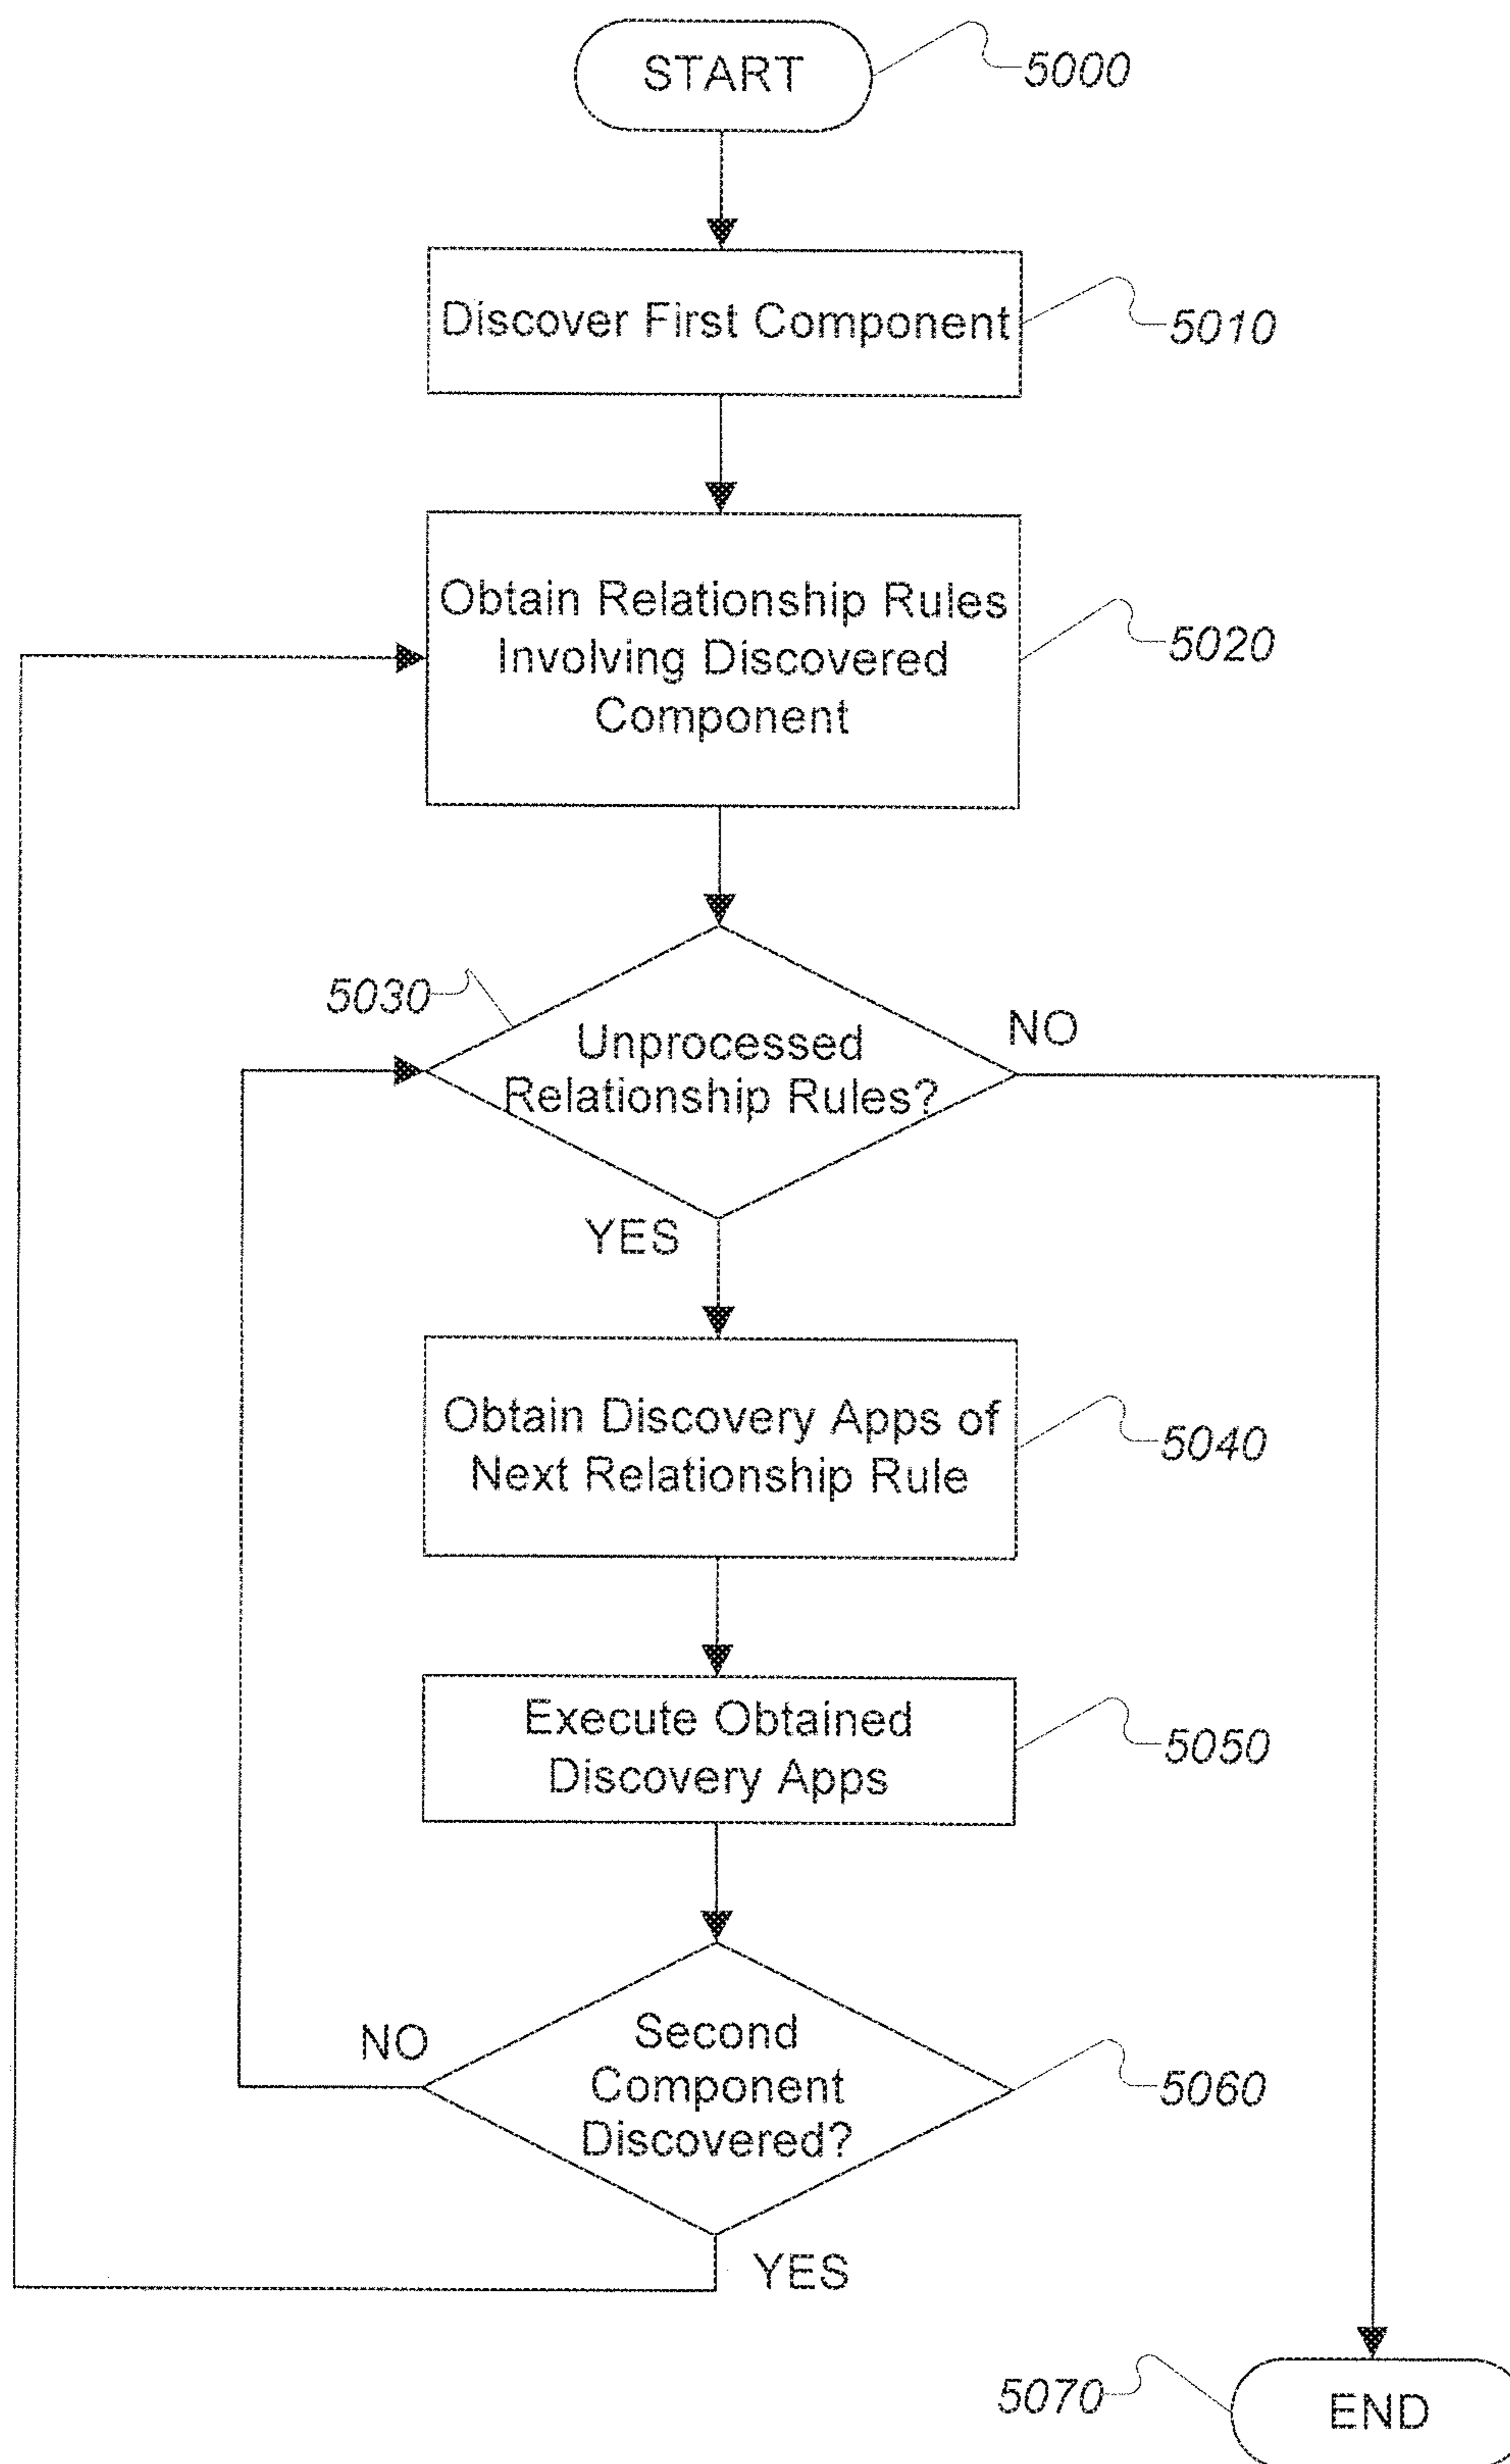 START
5000
Discover First Component
5010
Obtain Relationship Rules
Involving Discovered
Component
5020
5030
Unprocessed
Relationship Rules?
NO
YES
Obtain Discovery Apps of
Next Relationship Rule
5040
Execute Obtained
Discovery Apps
5050
NO
Second
Component
Discovered?
5060
YES
5070
END